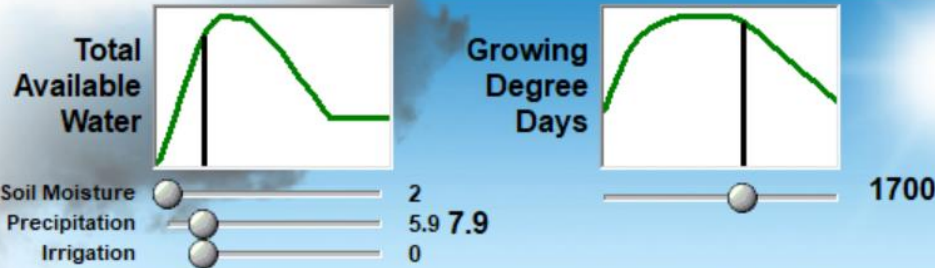 Total
Available
Water
Growing
Degree
Days
Soil Moisture 2
Precipitation 5.9 7.9
Irrigation 0
1700